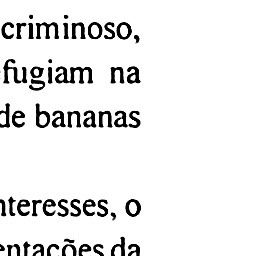 criminoso,
fugiam na
de bananas
nteresses, o
entações da